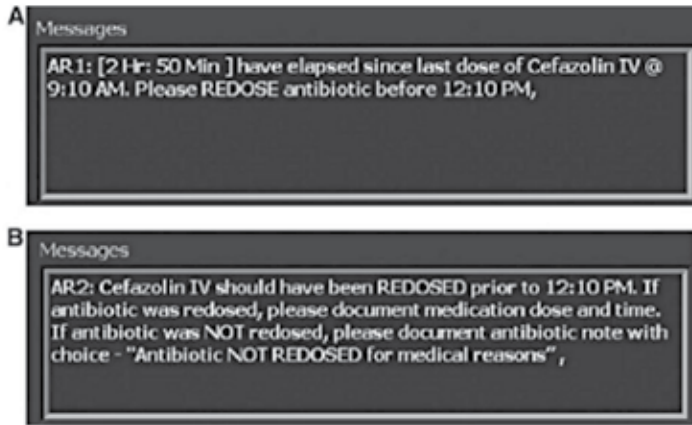 A
Messages
AR1: [2 Hr: 50 Min ] have elapsed since last dose of Cefazolin IV @
9:10 AM. Please REDOSE antibiotic before 12:10 PM,
B
Messages
AR2: Cefazolin IV should have been REDOSED prior to 12:10 PM. If
antibiotic was redosed, please document medication dose and time.
If antibiotic was NOT redosed, please document antibiotic note with
choice - "Antibiotic NOT REDOSED for medical reasons" ,